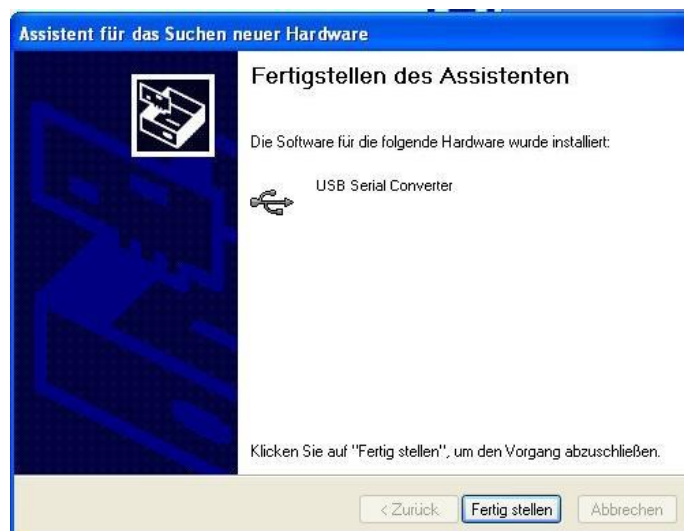 Assistent für das Suchen neuer Hardware
Fertigstellen des Assistenten
Die Software für die folgende Hardware wurde installiert:
USB Serial Converter
Klicken Sie auf "Fertig stellen", um den Vorgang abzuschließen.
< Zurück
Fertig stellen
Abbrechen